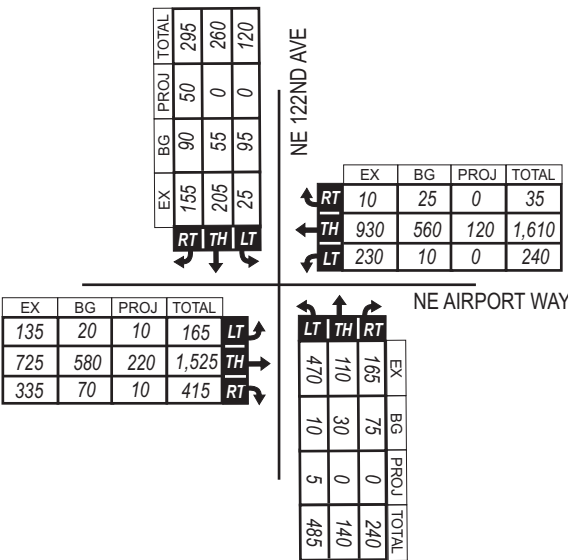 TOTAL 295 260 120
PROJ 50 0 0
BG 90 55 95
EX 155 205 25
RT TH LT
NE 122ND AVE
EX BG PROJ TOTAL
RT 10 25 0 35
TH 930 560 120 1,610
LT 230 10 0 240
NE AIRPORT WAY
EX BG PROJ TOTAL
135 20 10 165 LT
725 580 220 1,525 TH
335 70 10 415 RT
LT TH RT
470 110 165 EX
10 30 75 BG
5 0 0 PROJ
485 140 240 TOTAL